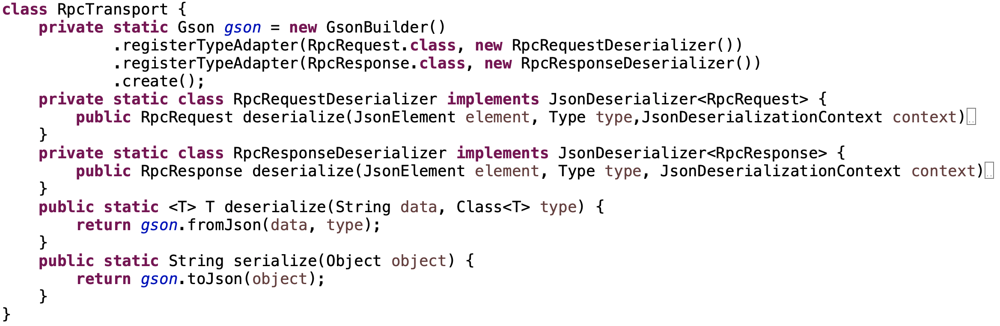 class RpcTransport {
    private static Gson gson = new GsonBuilder()
            .registerTypeAdapter(RpcRequest.class, new RpcRequestDeserializer())
            .registerTypeAdapter(RpcResponse.class, new RpcResponseDeserializer())
            .create();
    private static class RpcRequestDeserializer implements JsonDeserializer<RpcRequest> {
        public RpcRequest deserialize(JsonElement element, Type type,JsonDeserializationContext context)..
    }
    private static class RpcResponseDeserializer implements JsonDeserializer<RpcResponse> {
        public RpcResponse deserialize(JsonElement element, Type type, JsonDeserializationContext context)..
    }
    public static <T> T deserialize(String data, Class<T> type) {
        return gson.fromJson(data, type);
    }
    public static String serialize(Object object) {
        return gson.toJson(object);
    }
}